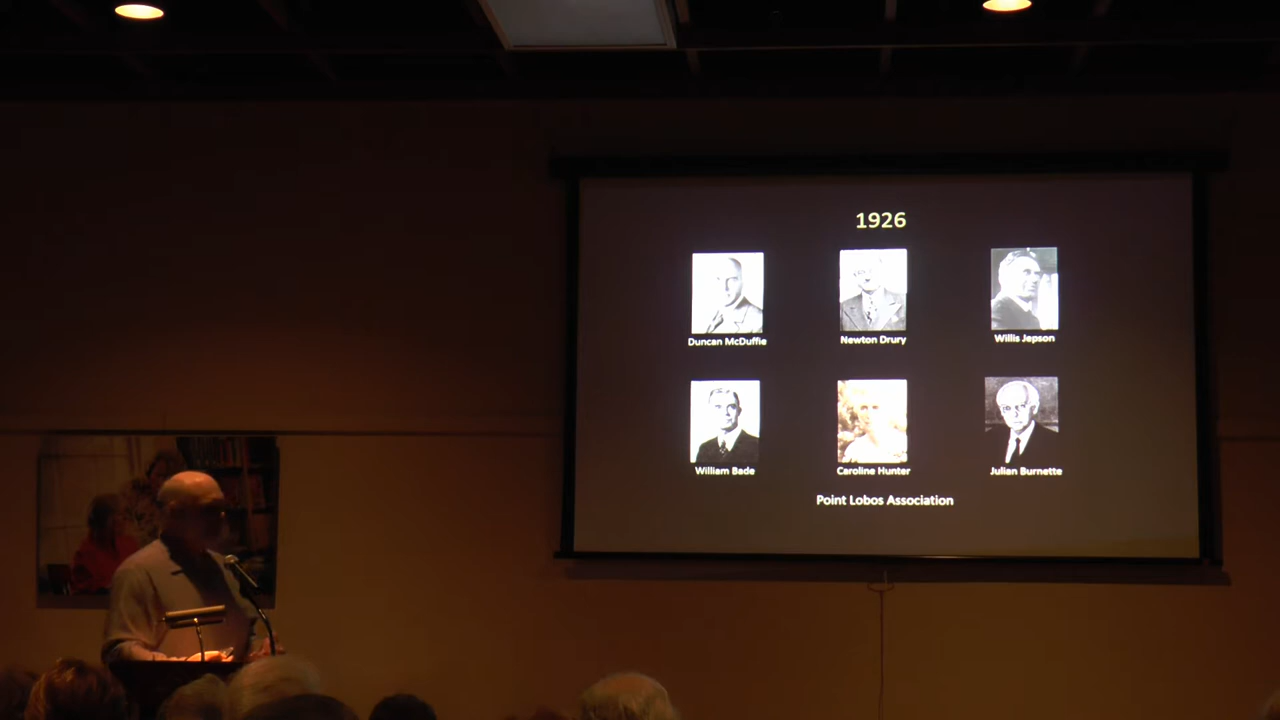 1926
Duncan McDuffie
Newton Drury
Willis Jepson
William Bade
Caroline Hunter
Julian Burnette
Point Lobos Association